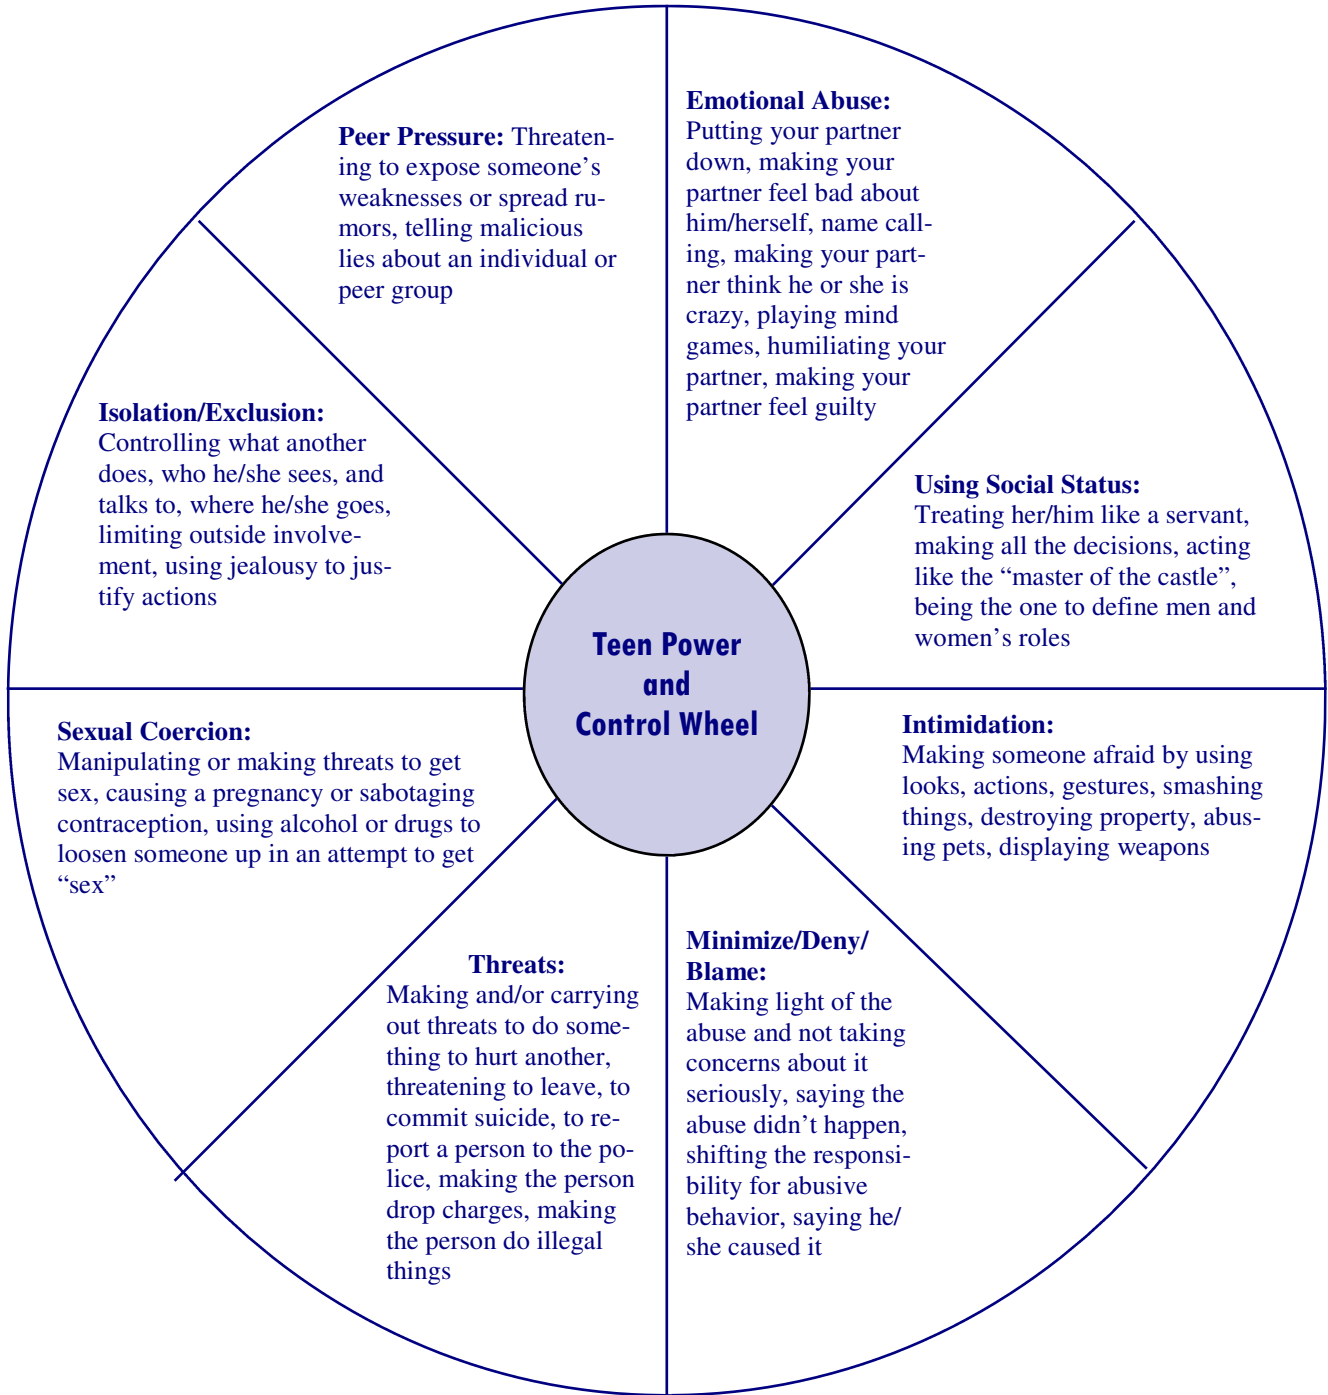 Peer Pressure: Threaten-
ing to expose someone’s
weaknesses or spread ru-
mors, telling malicious
lies about an individual or
peer group
Emotional Abuse:
Putting your partner
down, making your
partner feel bad about
him/herself, name call-
ing, making your part-
ner think he or she is
crazy, playing mind
games, humiliating your
partner, making your
partner feel guilty
Isolation/Exclusion:
Controlling what another
does, who he/she sees, and
talks to, where he/she goes,
limiting outside involve-
ment, using jealousy to jus-
tify actions
Using Social Status:
Treating her/him like a servant,
making all the decisions, acting
like the “master of the castle”,
being the one to define men and
women’s roles
Teen Power
and
Control Wheel
Sexual Coercion:
Manipulating or making threats to get
sex, causing a pregnancy or sabotaging
contraception, using alcohol or drugs to
loosen someone up in an attempt to get
“sex”
Intimidation:
Making someone afraid by using
looks, actions, gestures, smashing
things, destroying property, abus-
ing pets, displaying weapons
Threats:
Making and/or carrying
out threats to do some-
thing to hurt another,
threatening to leave, to
commit suicide, to re-
port a person to the po-
lice, making the person
drop charges, making
the person do illegal
things
Minimize/Deny/
Blame:
Making light of the
abuse and not taking
concerns about it
seriously, saying the
abuse didn’t happen,
shifting the responsi-
bility for abusive
behavior, saying he/
she caused it